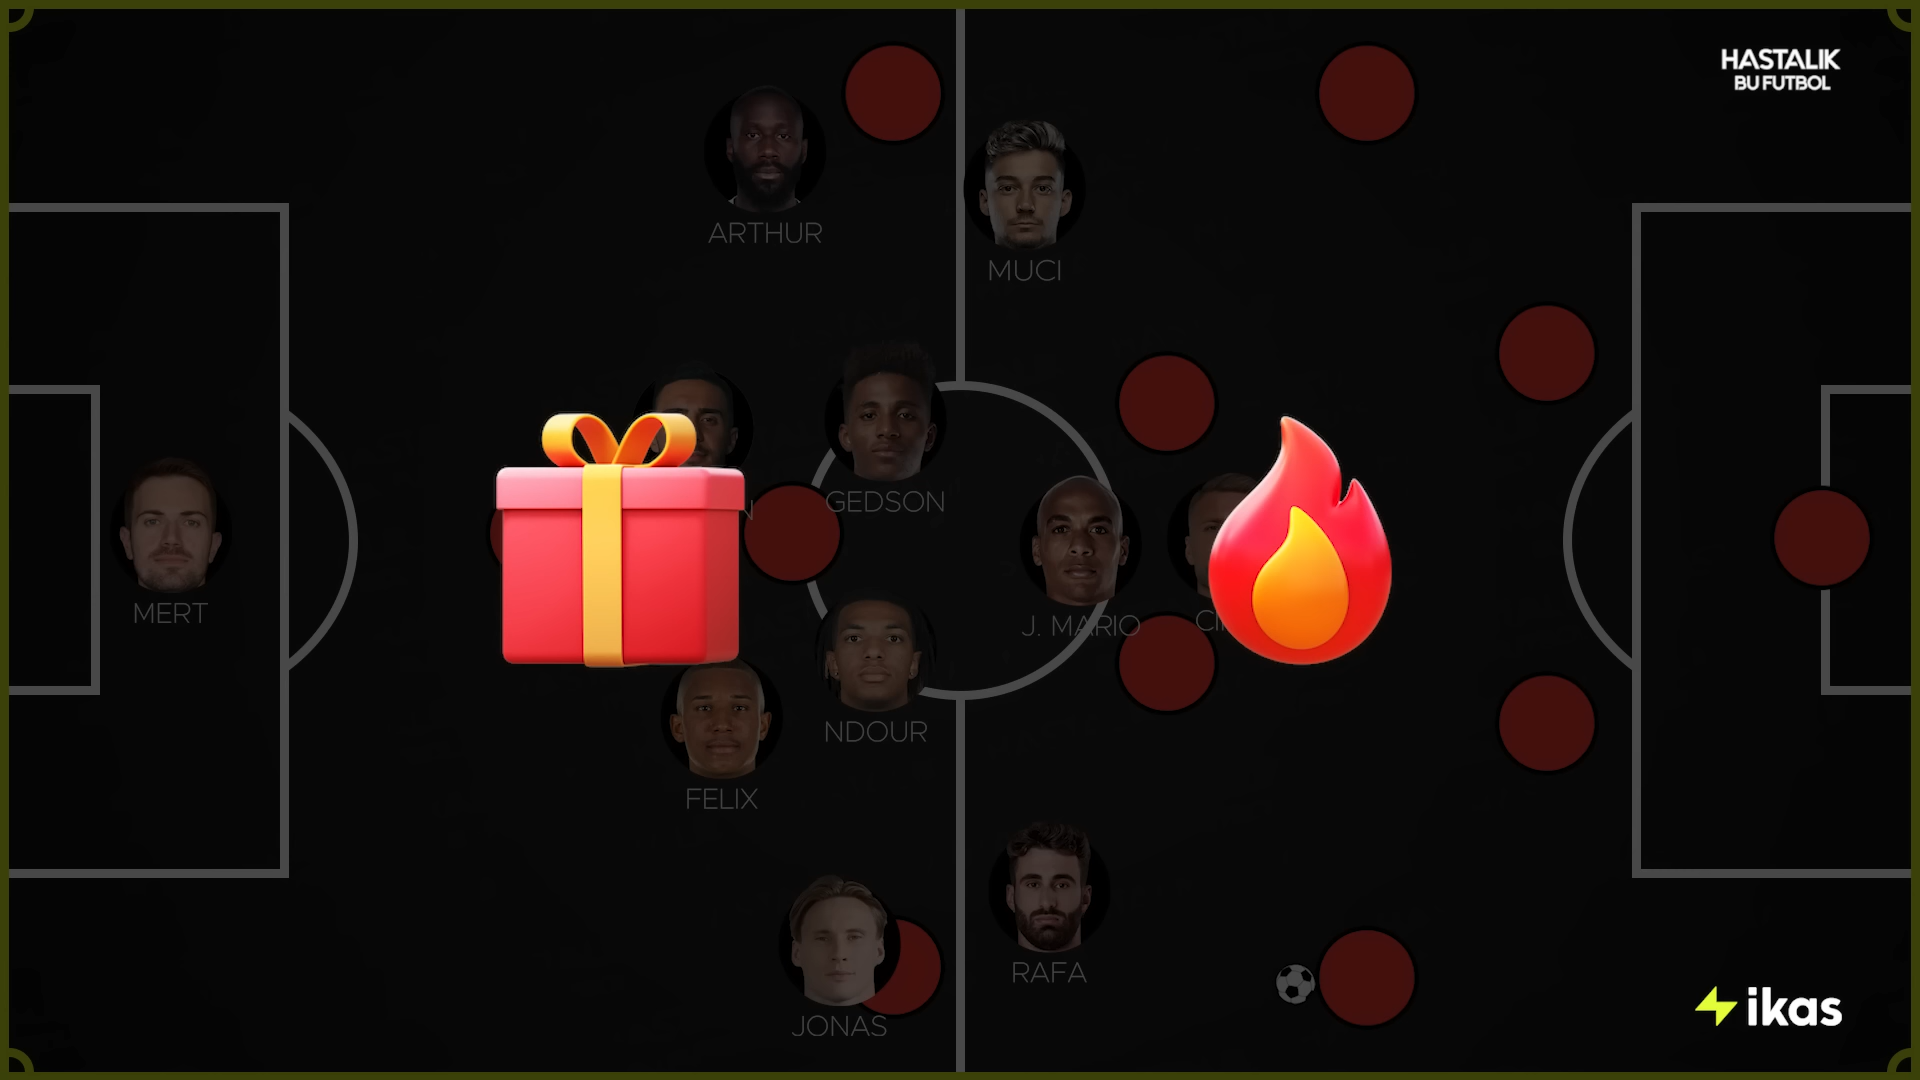 HASTALIK
BU FUTBOL
ARTHUR
MUCI
GEDSON
MERT
J. MARIO
NDOUR
FELIX
RAFA
JONAS
ikas